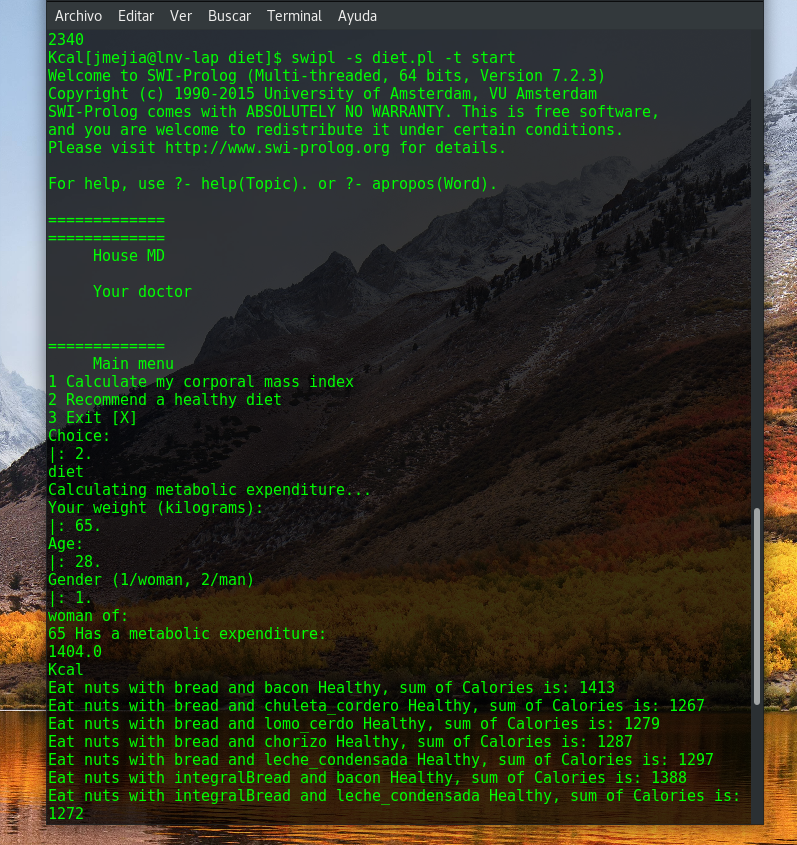 Archivo Editar Ver Buscar Terminal Ayuda
2340
Kcal[jmejia@lnv-lap diet]$ swipl -s diet.pl -t start
Welcome to SWI-Prolog (Multi-threaded, 64 bits, Version 7.2.3)
Copyright (c) 1990-2015 University of Amsterdam, VU Amsterdam
SWI-Prolog comes with ABSOLUTELY NO WARRANTY. This is free software,
and you are welcome to redistribute it under certain conditions.
Please visit http://www.swi-prolog.org for details.
For help, use ?- help(Topic). or ?- apropos(Word).
=============
=============
House MD
Your doctor
=============
Main menu
1 Calculate my corporal mass index
2 Recommend a healthy diet
3 Exit [X]
Choice:
|: 2.
diet
Calculating metabolic expenditure...
Your weight (kilograms):
|: 65.
Age:
|: 28.
Gender (1/woman, 2/man)
|: 1.
woman of:
65 Has a metabolic expenditure:
1404.0
Kcal
Eat nuts with bread and bacon Healthy, sum of Calories is: 1413
Eat nuts with bread and chuleta_cordero Healthy, sum of Calories is: 1267
Eat nuts with bread and lomo_cerdo Healthy, sum of Calories is: 1279
Eat nuts with bread and chorizo Healthy, sum of Calories is: 1287
Eat nuts with bread and leche_condensada Healthy, sum of Calories is: 1297
Eat nuts with integralBread and bacon Healthy, sum of Calories is: 1388
Eat nuts with integralBread and leche_condensada Healthy, sum of Calories is:
1272